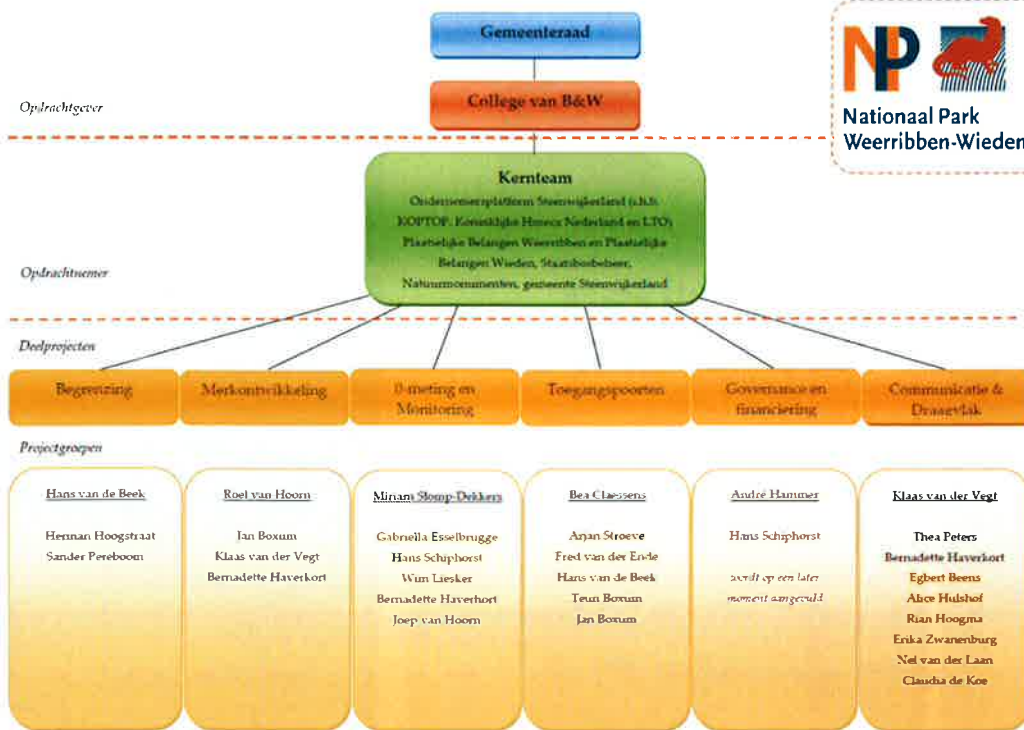 Gemeenteraad
Opdrachtgever
College van B&W
NP
Nationaal Park
Weerribben-Wieden
Kernteam
Ondernemersplatform Steenwijkerland (i.h.b.
KOPTOP, Koninklijke Horeca Nederland en LTO)
Plaatselijke Belangen Weerribben en Plaatselijke
Belangen Wieden, Staatsbosbeheer,
Natuurmonumenten, gemeente Steenwijkerland
Opdrachtnemer
Deelprojecten
Begrenzing
Merkontwikkeling
0-meting en
Monitoring
Toegangspoorten
Governance en
financiering
Communicatie &
Draagvlak
Projectgroepen
Hans van de Beek
Herman Hoogstraat
Sander Pereboom
Roel van Hoorn
Jan Boxum
Klaas van der Vegt
Bernadette Haverkort
Miriam Slomp-Dekkers
Gabriella Esselbrugge
Hans Schiphorst
Wim Liesker
Bernadette Haverhort
Joep van Hoorn
Bea Claessens
Arjan Stroeve
Fred van der Ende
Hans van de Beek
Teun Boxum
Jan Boxum
André Hammer
Hans Schiphorst
wordt op een later
moment aangevuld
Klaas van der Vegt
Thea Peters
Bernadette Haverkort
Egbert Beens
Alice Hulshof
Rian Hoogma
Erika Zwanenburg
Nel van der Laan
Claudia de Koe